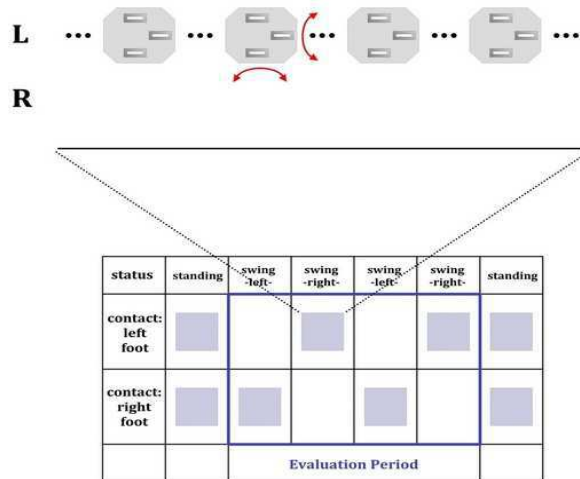 L
R
status standing swing -left- swing -right- swing -left- swing -right- standing
contact: left foot
contact: right foot
Evaluation Period